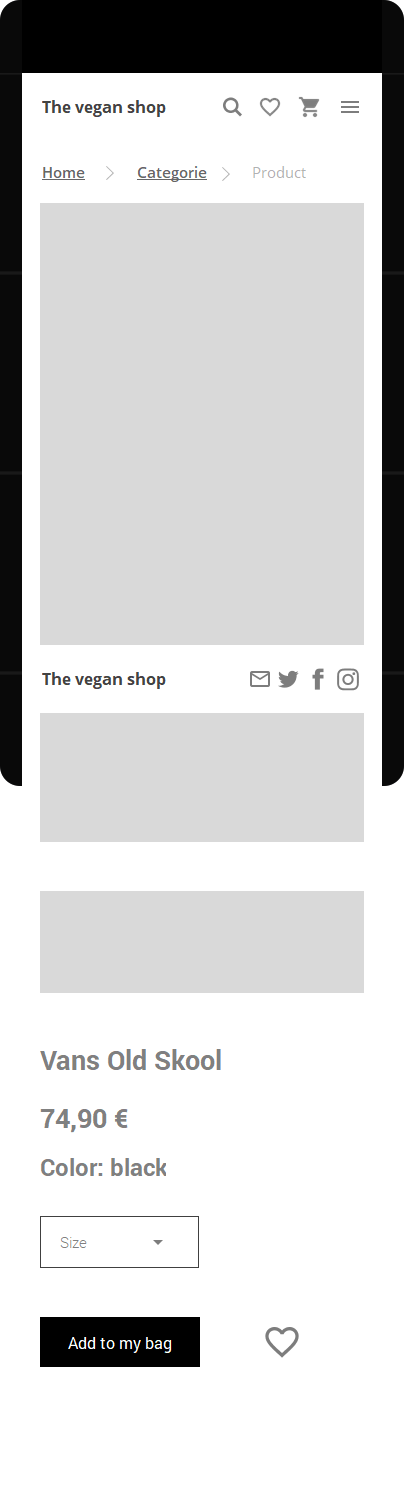 The vegan shop
Home Categorie Product
The vegan shop
Vans Old Skool
74,90 €
Color: black
Size
Add to my bag